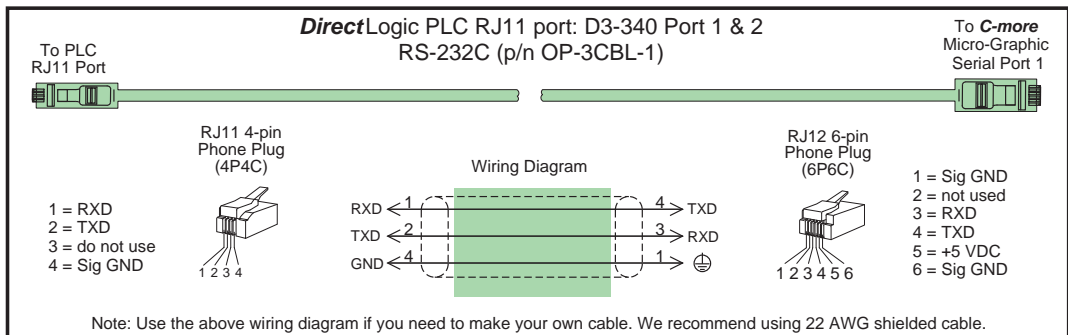 DirectLogic PLC RJ11 port: D3-340 Port 1 & 2
RS-232C (p/n OP-3CBL-1)
To PLC
RJ11 Port
To C-more
Micro-Graphic
Serial Port 1
RJ11 4-pin
Phone Plug
(4P4C)
1 = RXD
2 = TXD
3 = do not use
4 = Sig GND
1 2 3 4
Wiring Diagram
RXD 1 4 TXD
TXD 2 3 RXD
GND 4 1
RJ12 6-pin
Phone Plug
(6P6C)
1 2 3 4 5 6
1 = Sig GND
2 = not used
3 = RXD
4 = TXD
5 = +5 VDC
6 = Sig GND
Note: Use the above wiring diagram if you need to make your own cable. We recommend using 22 AWG shielded cable.